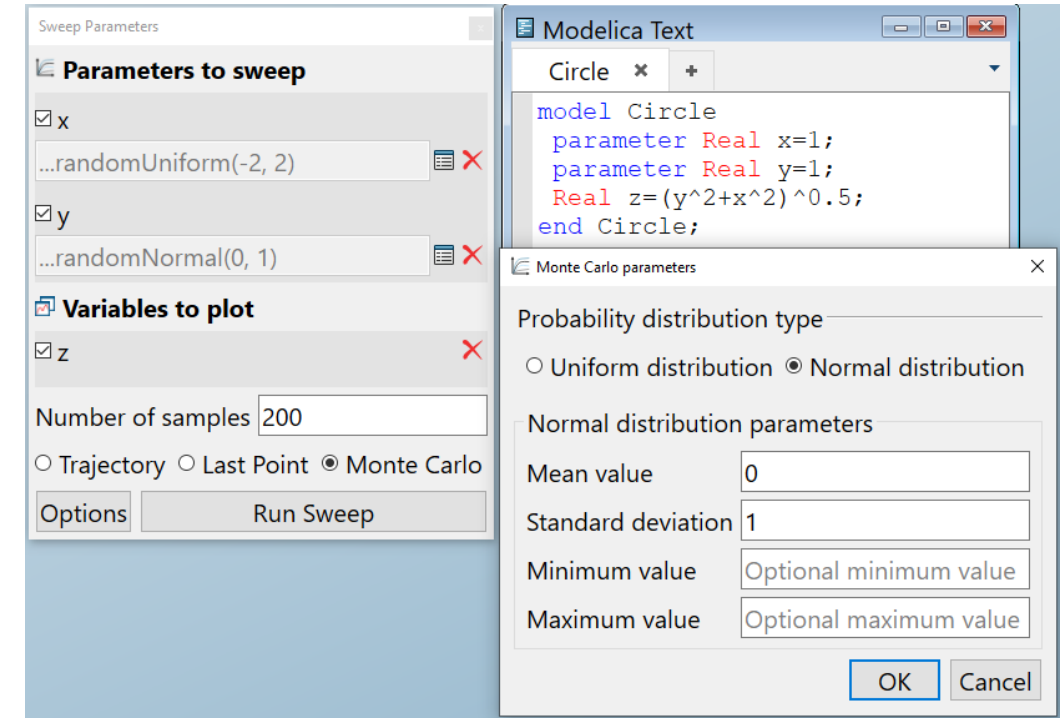 Sweep Parameters
Parameters to sweep
x
...randomUniform(-2, 2)
y
...randomNormal(0, 1)
Variables to plot
z
Number of samples 200
Trajectory Last Point Monte Carlo
Options Run Sweep
Modelica Text
Circle
model Circle
parameter Real x=1;
parameter Real y=1;
Real z=(y^2+x^2)^0.5;
end Circle;
Monte Carlo parameters
Probability distribution type
Uniform distribution Normal distribution
Normal distribution parameters
Mean value 0
Standard deviation 1
Minimum value Optional minimum value
Maximum value Optional maximum value
OK Cancel